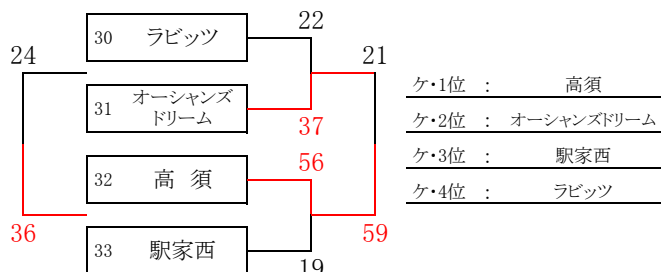 22
30 ラビッツ
24
21
31 オーシャンズ
ドリーム
37
ケ・1位 : 高須
ケ・2位 : オーシャンズドリーム
56
32 高 須
ケ・3位 : 駅家西
ケ・4位 : ラビッツ
36
59
33 駅家西
19